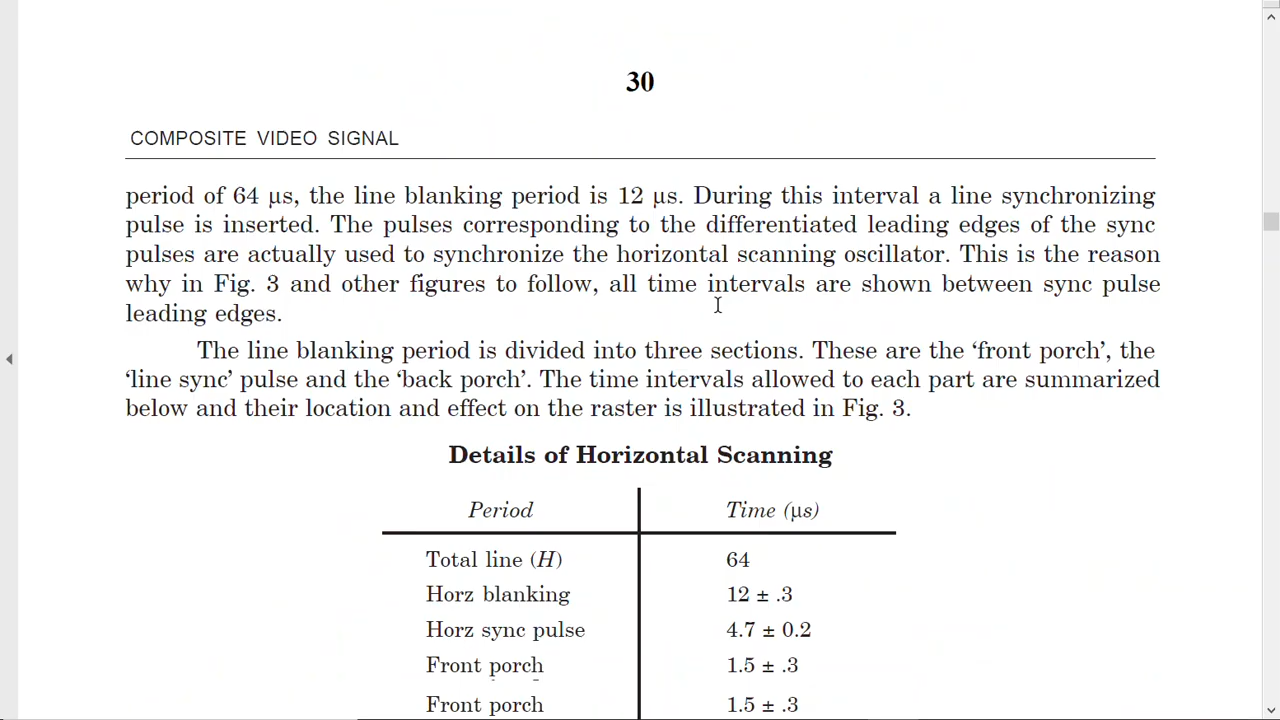 30
COMPOSITE VIDEO SIGNAL
period of 64 µs, the line blanking period is 12 µs. During this interval a line synchronizing
pulse is inserted. The pulses corresponding to the differentiated leading edges of the sync
pulses are actually used to synchronize the horizontal scanning oscillator. This is the reason
why in Fig. 3 and other figures to follow, all time intervals are shown between sync pulse
leading edges.
The line blanking period is divided into three sections. These are the ‘front porch’, the
‘line sync’ pulse and the ‘back porch’. The time intervals allowed to each part are summarized
below and their location and effect on the raster is illustrated in Fig. 3.
Details of Horizontal Scanning
Period Time (µs)
Total line (H) 64
Horz blanking 12 ± .3
Horz sync pulse 4.7 ± 0.2
Front porch 1.5 ± .3
Front porch 1.5 ± .3